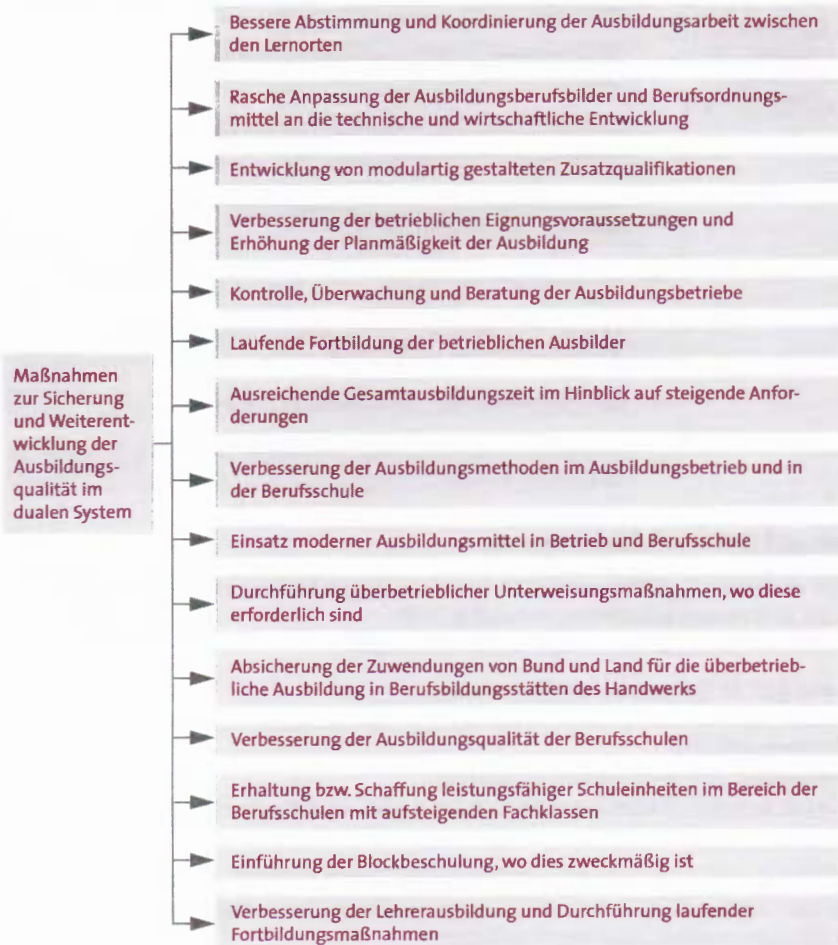 Maßnahmen
zur Sicherung
und Weiterent-
wicklung der
Ausbildungs-
qualität im
dualen System
Bessere Abstimmung und Koordinierung der Ausbildungsarbeit zwischen
den Lernorten
Rasche Anpassung der Ausbildungsberufsbilder und Berufsordnungs-
mittel an die technische und wirtschaftliche Entwicklung
Entwicklung von modulartig gestalteten Zusatzqualifikationen
Verbesserung der betrieblichen Eignungsvoraussetzungen und
Erhöhung der Planmäßigkeit der Ausbildung
Kontrolle, Überwachung und Beratung der Ausbildungsbetriebe
Laufende Fortbildung der betrieblichen Ausbilder
Ausreichende Gesamtausbildungszeit im Hinblick auf steigende Anfor-
derungen
Verbesserung der Ausbildungsmethoden im Ausbildungsbetrieb und in
der Berufsschule
Einsatz moderner Ausbildungsmittel in Betrieb und Berufsschule
Durchführung überbetrieblicher Unterweisungsmaßnahmen, wo diese
erforderlich sind
Absicherung der Zuwendungen von Bund und Land für die überbetrieb-
liche Ausbildung in Berufsbildungsstätten des Handwerks
Verbesserung der Ausbildungsqualität der Berufsschulen
Erhaltung bzw. Schaffung leistungsfähiger Schuleinheiten im Bereich der
Berufsschulen mit aufsteigenden Fachklassen
Einführung der Blockbeschulung, wo dies zweckmäßig ist
Verbesserung der Lehrerausbildung und Durchführung laufender
Fortbildungsmaßnahmen